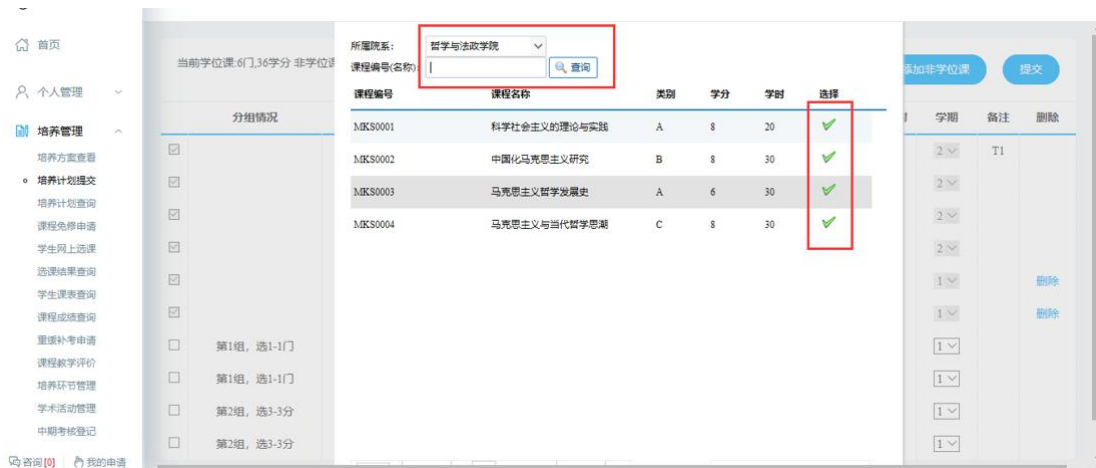 首页
个人管理
培养管理
培养方案查看
培养计划提交
培养计划查询
课程免修申请
学生网上选课
选课结果查询
学生课表查询
课程成绩查询
重缓补考申请
课程教学评价
培养环节管理
学术活动管理
中期考核登记
咨询[0] 我的申请
当前学位课:6门,36学分 非学位课
添加非学位课 提交
分组情况 学期 备注 删除
2 T1
2
2
2
1 删除
1 删除
第1组，选1-1门 1
第1组，选1-1门 1
第2组，选3-3分 1
第2组，选3-3分 1
所属院系： 哲学与法政学院
课程编号(名称): 查询
课程编号 课程名称 类别 学分 学时 选择
MKS0001 科学社会主义的理论与实践 A 8 20
MKS0002 中国化马克思主义研究 B 8 30
MKS0003 马克思主义哲学发展史 A 6 30
MKS0004 马克思主义与当代哲学思潮 C 8 30